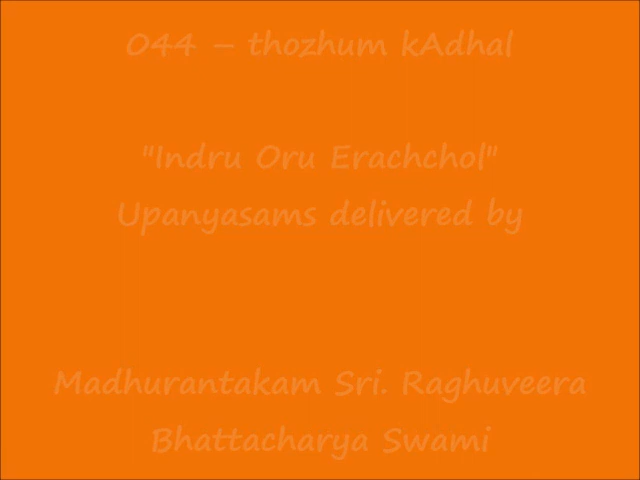 044 – thozhum kAdhal
"Indru Oru Erachchol"
Upanyasams delivered by
Madhurantakam Sri. Raghuveera
Bhattacharya Swami